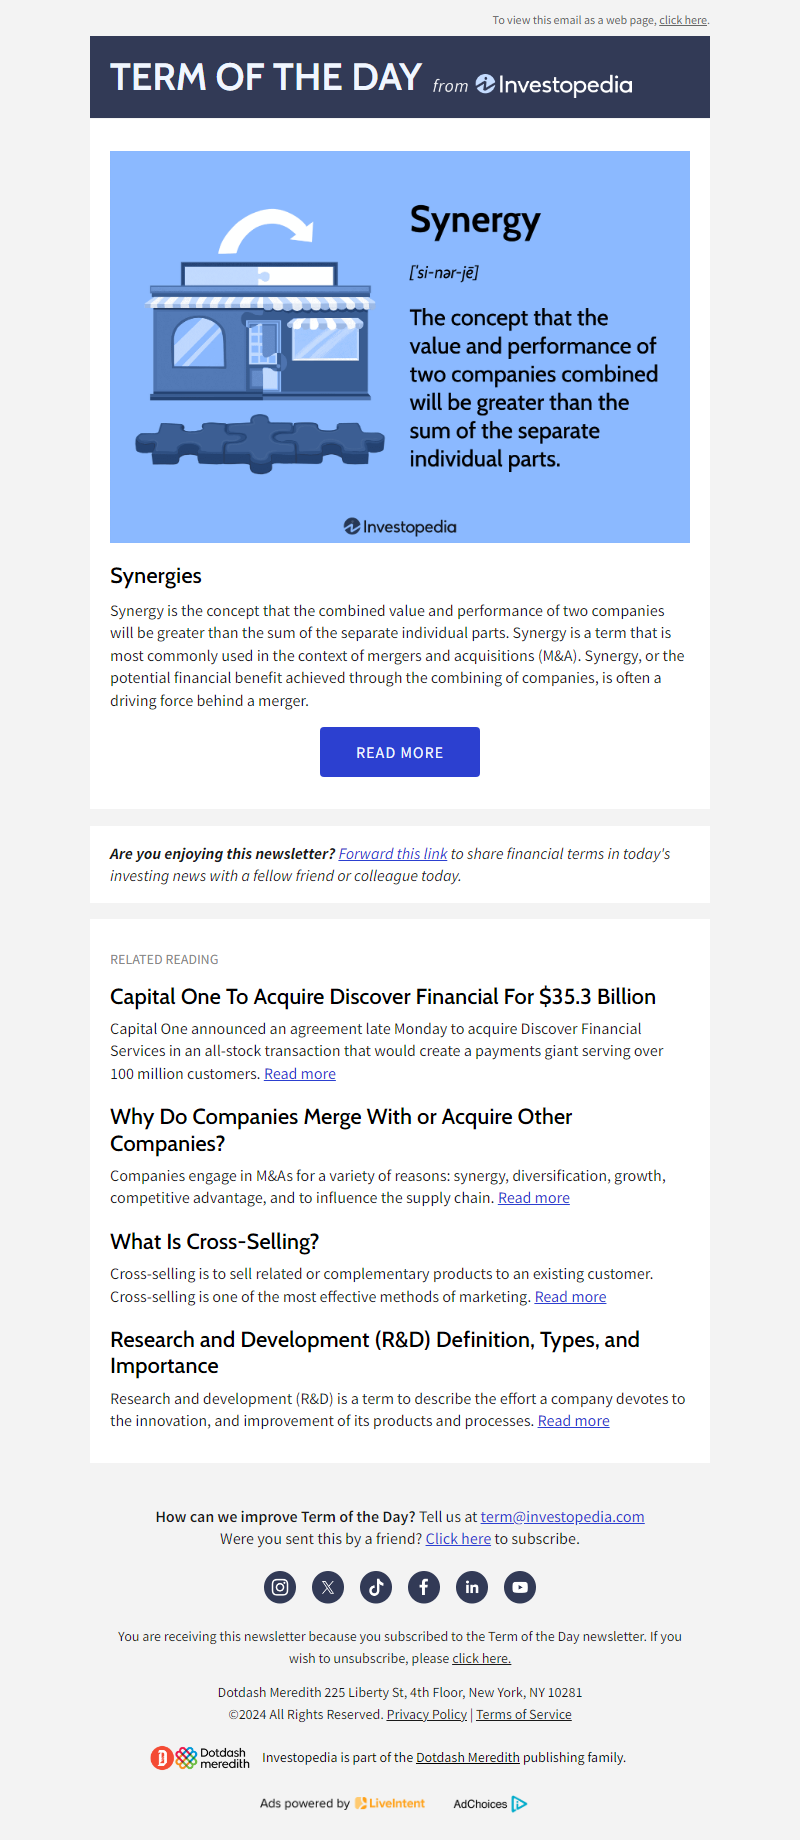 To view this email as a web page, click here.
TERM OF THE DAY from Investopedia
Synergy
['si-nər-jē]
The concept that the
value and performance of
two companies combined
will be greater than the
sum of the separate
individual parts.
Investopedia
Synergies
Synergy is the concept that the combined value and performance of two companies
will be greater than the sum of the separate individual parts. Synergy is a term that is
most commonly used in the context of mergers and acquisitions (M&A). Synergy, or the
potential financial benefit achieved through the combining of companies, is often a
driving force behind a merger.
READ MORE
Are you enjoying this newsletter? Forward this link to share financial terms in today's
investing news with a fellow friend or colleague today.
RELATED READING
Capital One To Acquire Discover Financial For $35.3 Billion
Capital One announced an agreement late Monday to acquire Discover Financial
Services in an all-stock transaction that would create a payments giant serving over
100 million customers. Read more
Why Do Companies Merge With or Acquire Other
Companies?
Companies engage in M&As for a variety of reasons: synergy, diversification, growth,
competitive advantage, and to influence the supply chain. Read more
What Is Cross-Selling?
Cross-selling is to sell related or complementary products to an existing customer.
Cross-selling is one of the most effective methods of marketing. Read more
Research and Development (R&D) Definition, Types, and
Importance
Research and development (R&D) is a term to describe the effort a company devotes to
the innovation, and improvement of its products and processes. Read more
How can we improve Term of the Day? Tell us at term@investopedia.com
Were you sent this by a friend? Click here to subscribe.
You are receiving this newsletter because you subscribed to the Term of the Day newsletter. If you
wish to unsubscribe, please click here.
Dotdash Meredith 225 Liberty St, 4th Floor, New York, NY 10281
©2024 All Rights Reserved. Privacy Policy | Terms of Service
Dotdash
meredith
Investopedia is part of the Dotdash Meredith publishing family.
Ads powered by LiveIntent
AdChoices